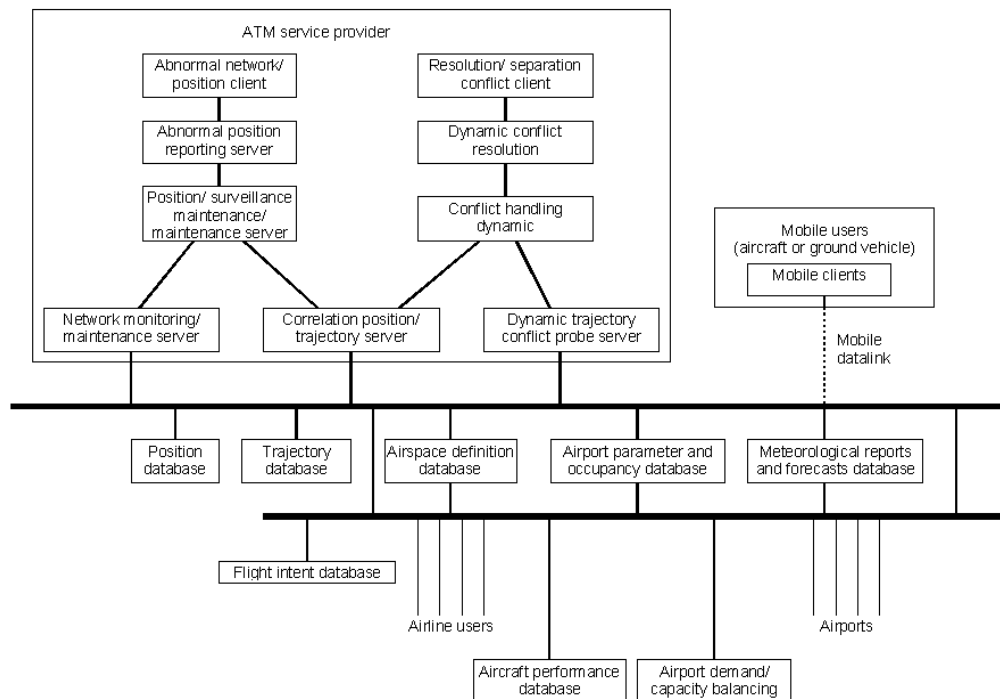 ATM service provider
Abnormal network/
position client
Resolution/ separation
conflict client
Abnormal position
reporting server
Dynamic conflict
resolution
Position/ surveillance
maintenance/
maintenance server
Conflict handling
dynamic
Mobile users
(aircraft or ground vehicle)
Mobile clients
Network monitoring/
maintenance server
Correlation position/
trajectory server
Dynamic trajectory
conflict probe server
Mobile
datalink
Position
database
Trajectory
database
Airspace definition
database
Airport parameter and
occupancy database
Meteorological reports
and forecasts database
Flight intent database
Airline users
Airports
Aircraft performance
database
Airport demand/
capacity balancing